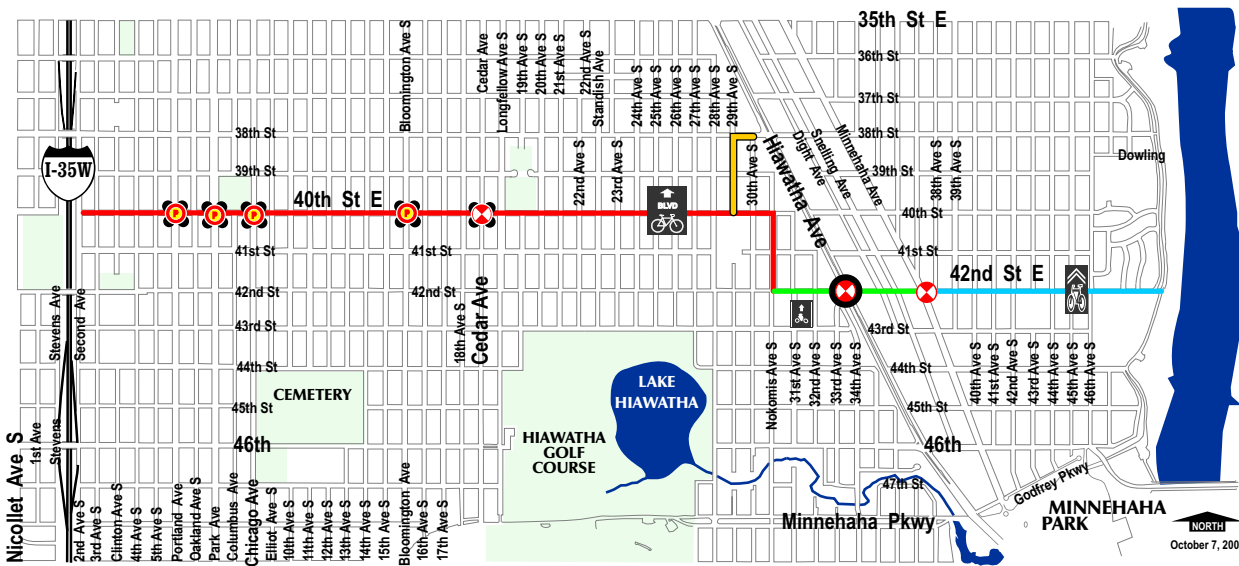 35th St E
36th St
37th St
38th St
39th St
40th St
41st St
42nd St E
43rd St
44th St
45th St
46th
47th St
Bloomington Ave S
Cedar Ave
Longfellow Ave S
19th Ave S
20th Ave S
21st Ave S
22nd Ave S
Standish Ave
24th Ave S
25th Ave S
26th Ave S
27th Ave S
28th Ave S
29th Ave S
38th St
39th St
I-35W
40th St E
22nd Ave S
23rd Ave S
BLVD
30th Ave S
Hiawatha Ave
Dight Ave
Snelling Ave
Minnehaha Ave
38th Ave S
39th Ave S
Dowling
P
P
P
P
41st St
41st St
42nd St
42nd St
43rd St
44th St
45th St
46th
Stevens Ave
Second Ave
18th Ave S
Cedar Ave
CEMETERY
LAKE
HIAWATHA
HIAWATHA
GOLF
COURSE
Nokomis Ave S
31st Ave S
32nd Ave S
33rd Ave S
34th Ave S
40th Ave S
41st Ave S
42nd Ave S
43rd Ave S
44th Ave S
45th Ave S
46th Ave S
Nicollet Ave S
1st Ave
Stevens
2nd Ave S
3rd Ave S
Clinton Ave S
4th Ave S
5th Ave S
Portland Ave
Oakland Ave S
Park Ave
Columbus Ave
Chicago Ave
Elliot Ave S
10th Ave S
11th Ave S
12th Ave S
13th Ave S
14th Ave S
15th Ave S
Bloomington Ave
16th Ave S
17th Ave S
Minnehaha Pkwy
Godfrey Pkwy
MINNEHAHA
PARK
NORTH
October 7, 200